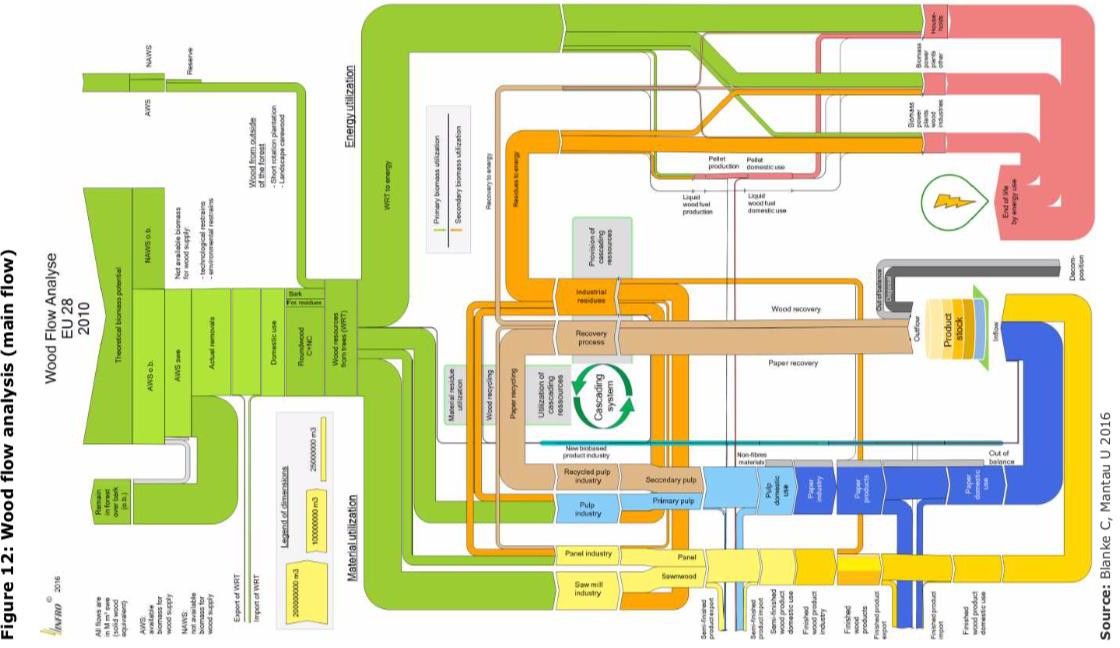 Figure 12: Wood flow analysis (main flow)
Wood Flow Analyse
EU 28
2010
INFRO © 2016
All flows are
in M m³ swe
(solid wood
equivalent)
AWS:
available
biomass for
wood supply
NAWS:
not available
biomass for
wood supply
Export of WRT
Import of WRT
Remain
in forest
over bark
(o.b.)
Theoretical biomass potential
AWS o.b.
NAWS o.b.
AWS swe
Actual removals
Domestic use
Roundwood
C+NC
Bark
For. residues
Wood resources
from trees (WRT)
Not available biomass
for wood supply:
- technological restrains
- environmental restrains
AWS
NAWS
Reserve
Wood from outside
of the forest
- Short rotation plantation
- Landscape carewood
Legend of dimensions
200000000 m3
100000000 m3
25000000 m3
Material utilization
Energy utilization
WRT to energy
Primary biomass utilization
Secondary biomass utilization
Recovery to energy
Residues to energy
Material residue
utilization
Wood recycling
Paper recycling
Utilization of
cascading
ressources
Provision of
cascading
ressources
Cascading
system
Industrial
residues
Recovery
process
New biobased
product industry
Recycled pulp
industry
Pulp
industry
Panel industry
Saw mill
industry
Secondary pulp
Primary pulp
Panel
Sawnwood
Liquid
wood fuel
production
Pellet
production
Pellet
domestic use
Liquid
wood fuel
domestic use
Wood recovery
Paper recovery
Non-fibres
materials
Semi-finished
product export
Semi-finished
product import
Semi-finished
wood product
domestic use
Finished
wood product
industry
Finished
wood
products
Finished product
export
Finished product
import
Finished
wood product
domestic use
Pulp
domestic
use
Paper
industry
Paper
products
Paper
domestic
use
Out of
balance
Out of balance
Disposal
Decom-
position
Outflow
Product
stock
Inflow
House-
holds
Biomass
power
plants
other
Biomass
power
plants
wood
industries
End of life
by energy use
Source: Blanke C, Mantau U 2016